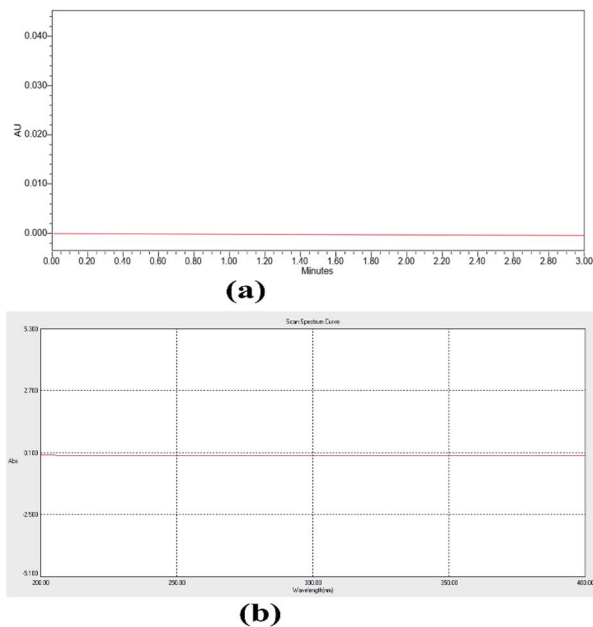 0.040
0.030
AU
0.020
0.010
0.000
0.00 0.20 0.40 0.60 0.80 1.00 1.20 1.40 1.60 1.80 2.00 2.20 2.40 2.60 2.80 3.00
Minutes
(a)
Scan Spectrum Curve
5.300
2.700
0.100
Abs
-2.500
-5.100
200.00 250.00 300.00 350.00 400.00
Wavelength(nm)
(b)